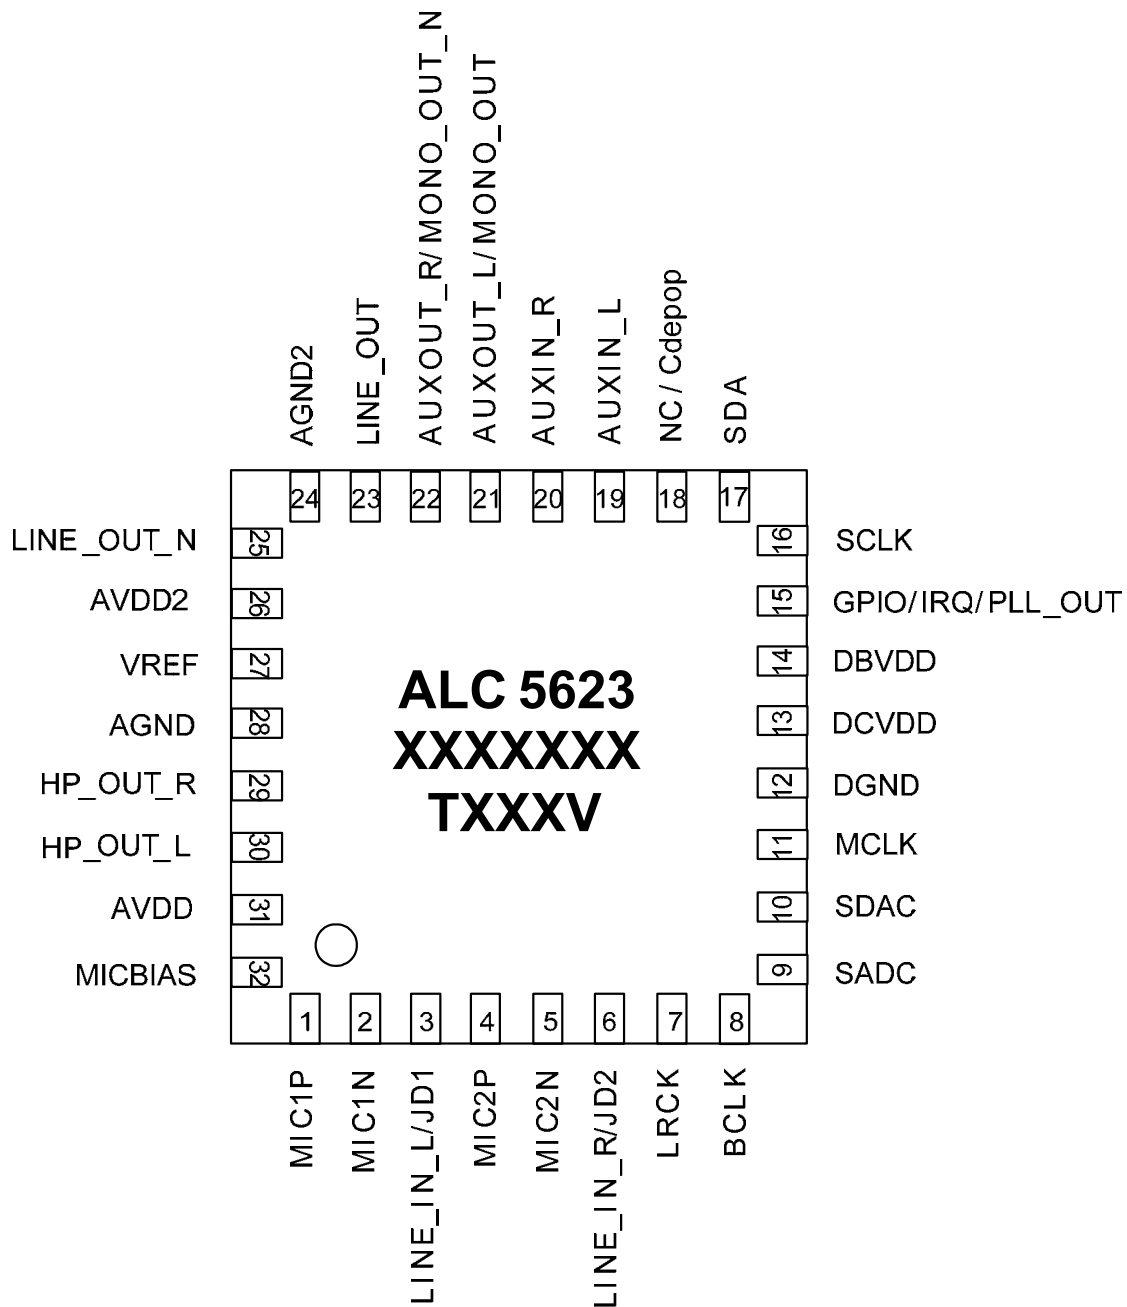 AGND2
LINE_OUT
AUXOUT_R/MONO_OUT_N
AUXOUT_L/MONO_OUT
AUXIN_R
AUXIN_L
NC / Cdepop
SDA
24
23
22
21
20
19
18
17
LINE_OUT_N
25
AVDD2
26
VREF
27
AGND
28
HP_OUT_R
29
HP_OUT_L
30
AVDD
31
MICBIAS
32
ALC 5623
XXXXXXX
TXXXV
16
SCLK
15
GPIO/IRQ/PLL_OUT
14
DBVDD
13
DCVDD
12
DGND
11
MCLK
10
SDAC
9
SADC
1
2
3
4
5
6
7
8
MIC1P
MIC1N
LINE_IN_L/JD1
MIC2P
MIC2N
LINE_IN_R/JD2
LRCK
BCLK